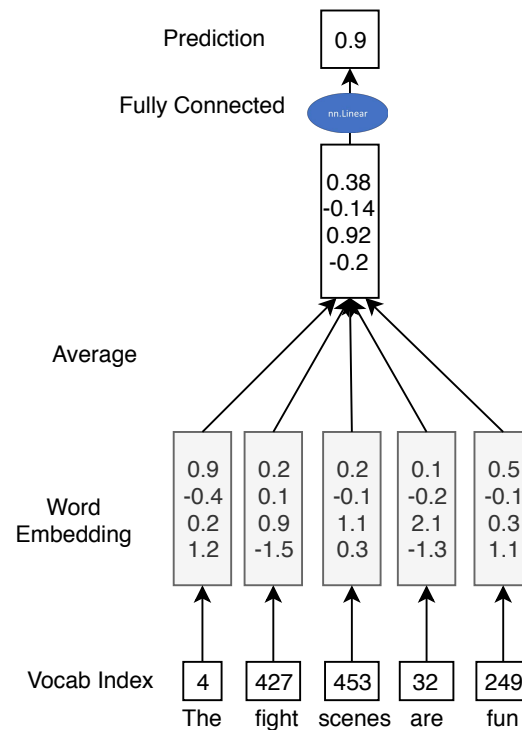 Prediction
0.9
Fully Connected
nn.Linear
0.38
-0.14
0.92
-0.2
Average
Word
Embedding
0.9
-0.4
0.2
1.2
0.2
0.1
0.9
-1.5
0.2
-0.1
1.1
0.3
0.1
-0.2
2.1
-1.3
0.5
-0.1
0.3
1.1
Vocab Index
4 427 453 32 249
The fight scenes are fun